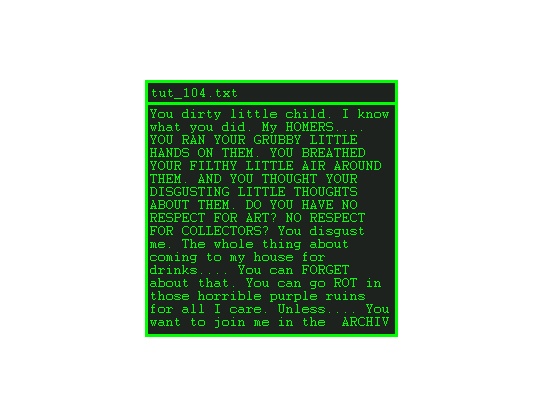 tut_104.txt
You dirty little child. I know
what you did. My HOMERS....
YOU RAN YOUR GRUBBY LITTLE
HANDS ON THEM. YOU BREATHED
YOUR FILTHY LITTLE AIR AROUND
THEM. AND YOU THOUGHT YOUR
DISGUSTING LITTLE THOUGHTS
ABOUT THEM. DO YOU HAVE NO
RESPECT FOR ART? NO RESPECT
FOR COLLECTORS? You disgust
me. The whole thing about
coming to my house for
drinks.... You can FORGET
about that. You can go ROT in
those horrible purple ruins
for all I care. Unless.... You
want to join me in the  ARCHIV